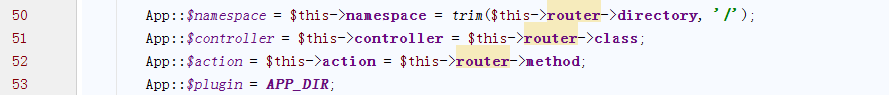 50 App::$namespace = $this->namespace = trim($this->router->directory, '/');
51 App::$controller = $this->controller = $this->router->class;
52 App::$action = $this->action = $this->router->method;
53 App::$plugin = APP_DIR;